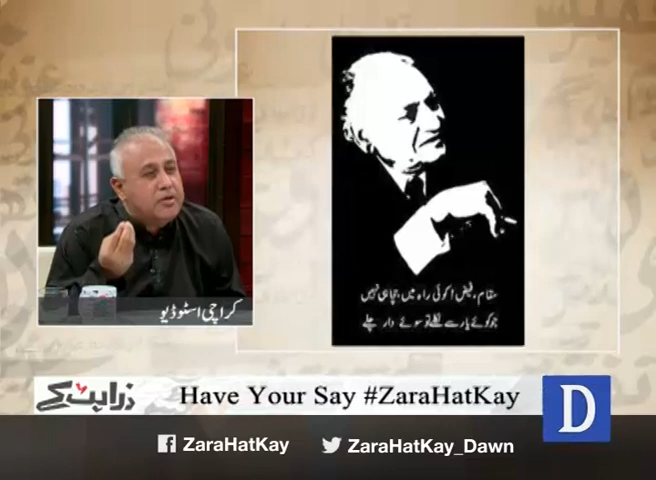 کراچی اسٹوڈیو
مقام، فیض! کوئی راہ میں، جچا ہی نہیں
جو کوئے یار سے نکلے تو سوئے دار چلے
ذرا ہٹ کے
Have Your Say #ZaraHatKay
D
ZaraHatKay
ZaraHatKay_Dawn